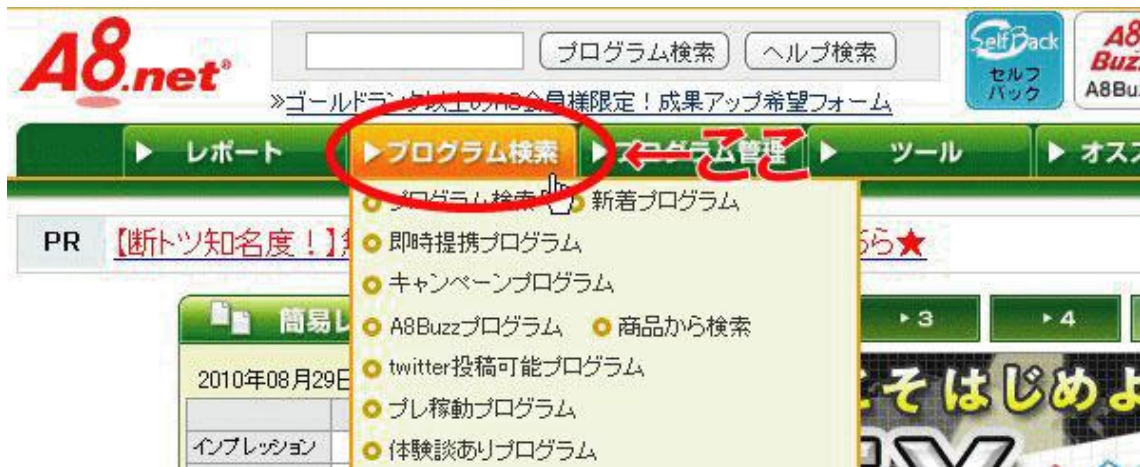 A8.net
プログラム検索 ヘルプ検索
SelfBack
セルフ
バック
A8
Buzz
A8Bu
»ゴールドランク以上のA8会員様限定！成果アップ希望フォーム
レポート プログラム検索 プログラム管理 ツール オス
←ここ
プログラム検索 新着プログラム
PR 【断トツ知名度！】 ちら★
即時提携プログラム
キャンペーンプログラム
簡易レ
A8Buzzプログラム 商品から検索
3 4
2010年08月29日
twitter投稿可能プログラム
こそはじめよ
プレ稼動プログラム
インプレッション
体験談ありプログラム